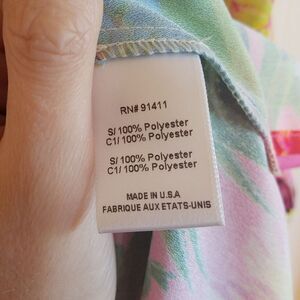 RN# 91411
S/ 100% Polyester
C1/ 100% Polyester
S/ 100% Polyester
C1/ 100% Polyester
MADE IN U.S.A
FABRIQUE AUX ETATS-UNIS